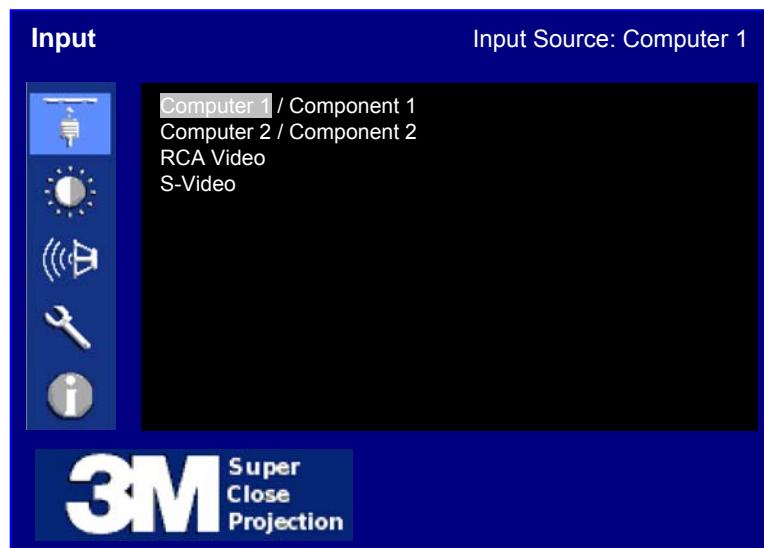 Input
Input Source: Computer 1
Computer 1 / Component 1
Computer 2 / Component 2
RCA Video
S-Video
i
3M
Super
Close
Projection